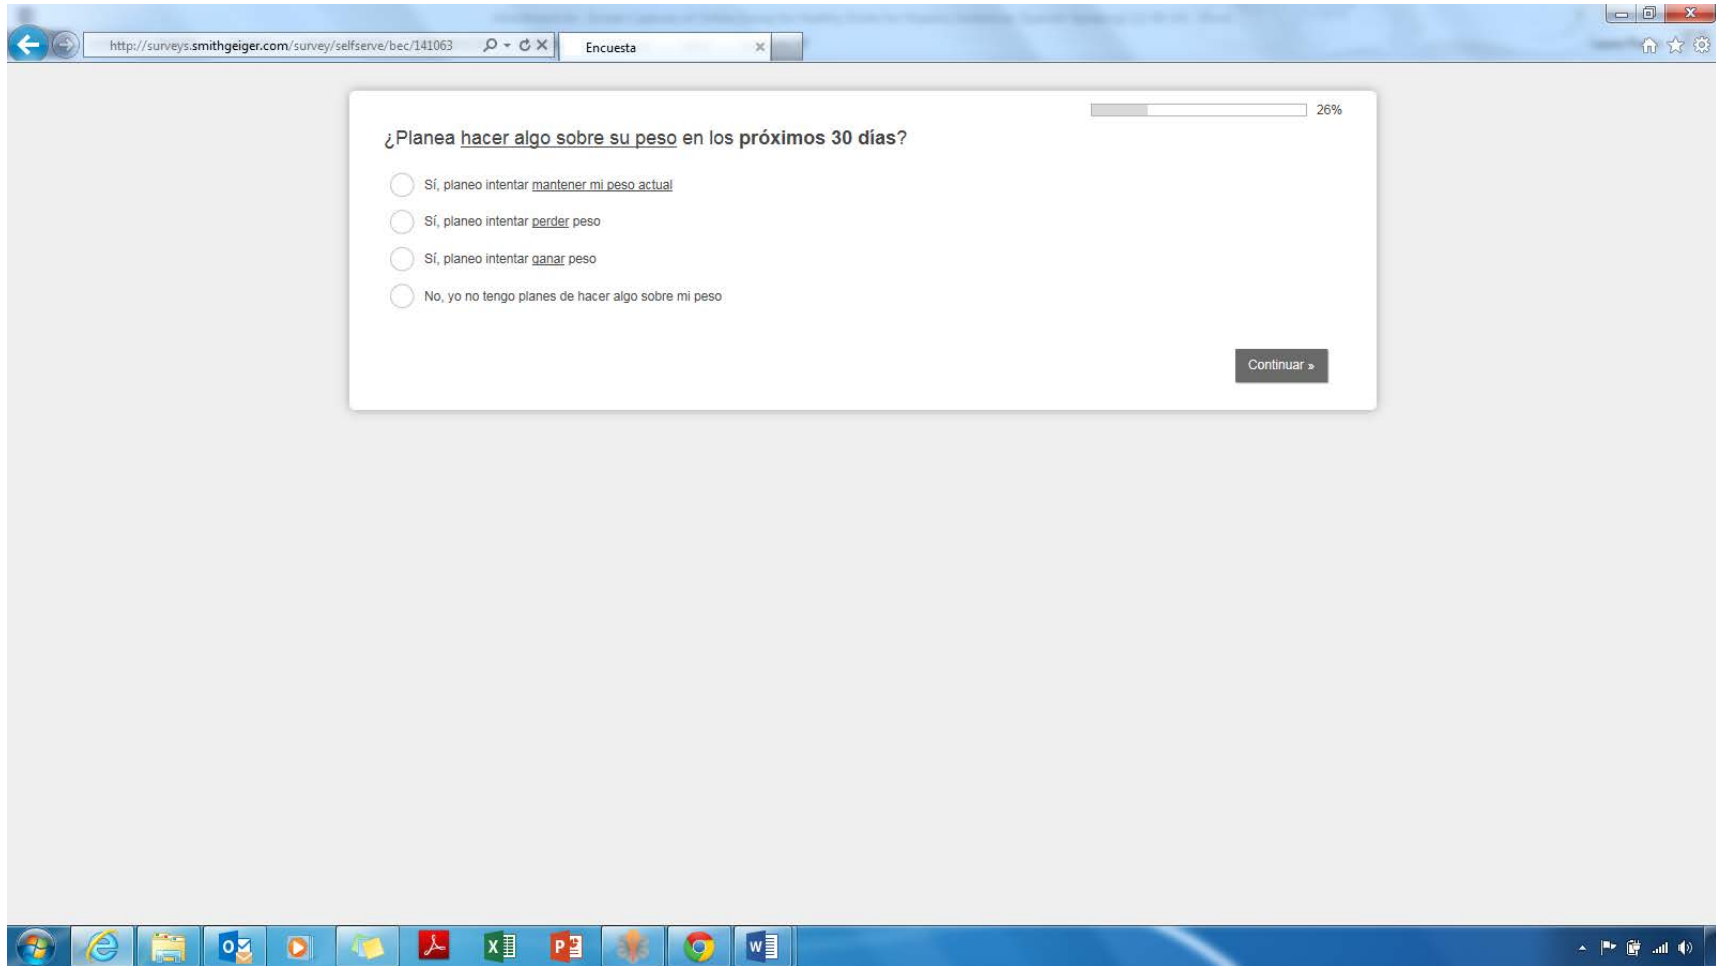 http://surveys.smithgeiger.com/survey/selfserve/bec/141063
Encuesta
26%
¿Planea hacer algo sobre su peso en los próximos 30 días?
Sí, planeo intentar mantener mi peso actual
Sí, planeo intentar perder peso
Sí, planeo intentar ganar peso
No, yo no tengo planes de hacer algo sobre mi peso
Continuar »